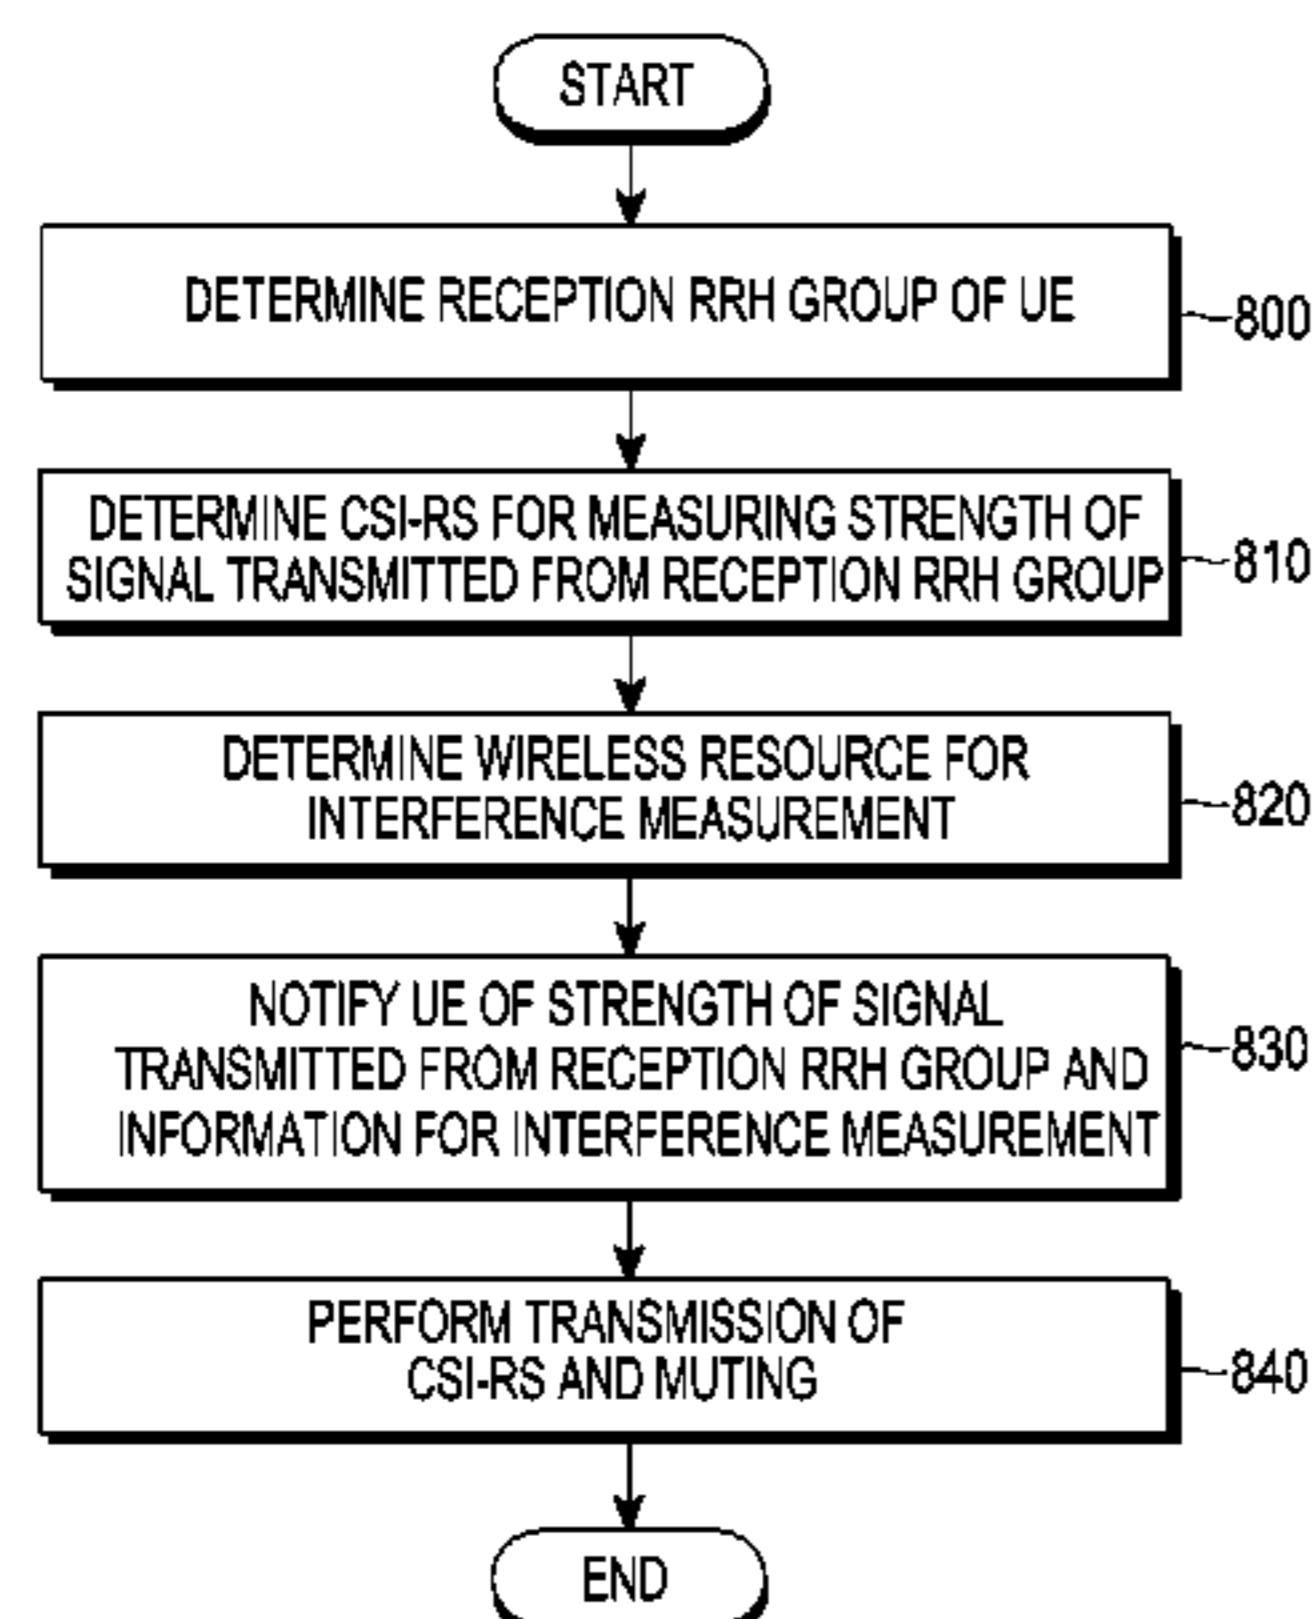 START
DETERMINE RECEPTION RRH GROUP OF UE
800
DETERMINE CSI-RS FOR MEASURING STRENGTH OF
SIGNAL TRANSMITTED FROM RECEPTION RRH GROUP
810
DETERMINE WIRELESS RESOURCE FOR
INTERFERENCE MEASUREMENT
820
NOTIFY UE OF STRENGTH OF SIGNAL
TRANSMITTED FROM RECEPTION RRH GROUP AND
INFORMATION FOR INTERFERENCE MEASUREMENT
830
PERFORM TRANSMISSION OF
CSI-RS AND MUTING
840
END